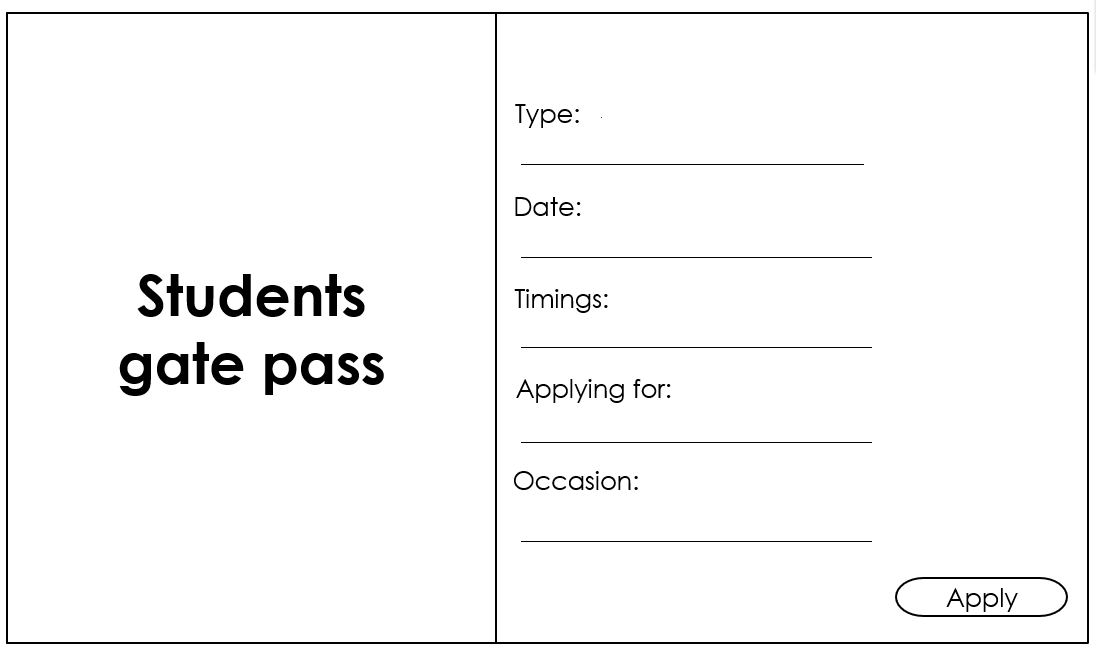 Students
gate pass
Type:
Date:
Timings:
Applying for:
Occasion:
Apply